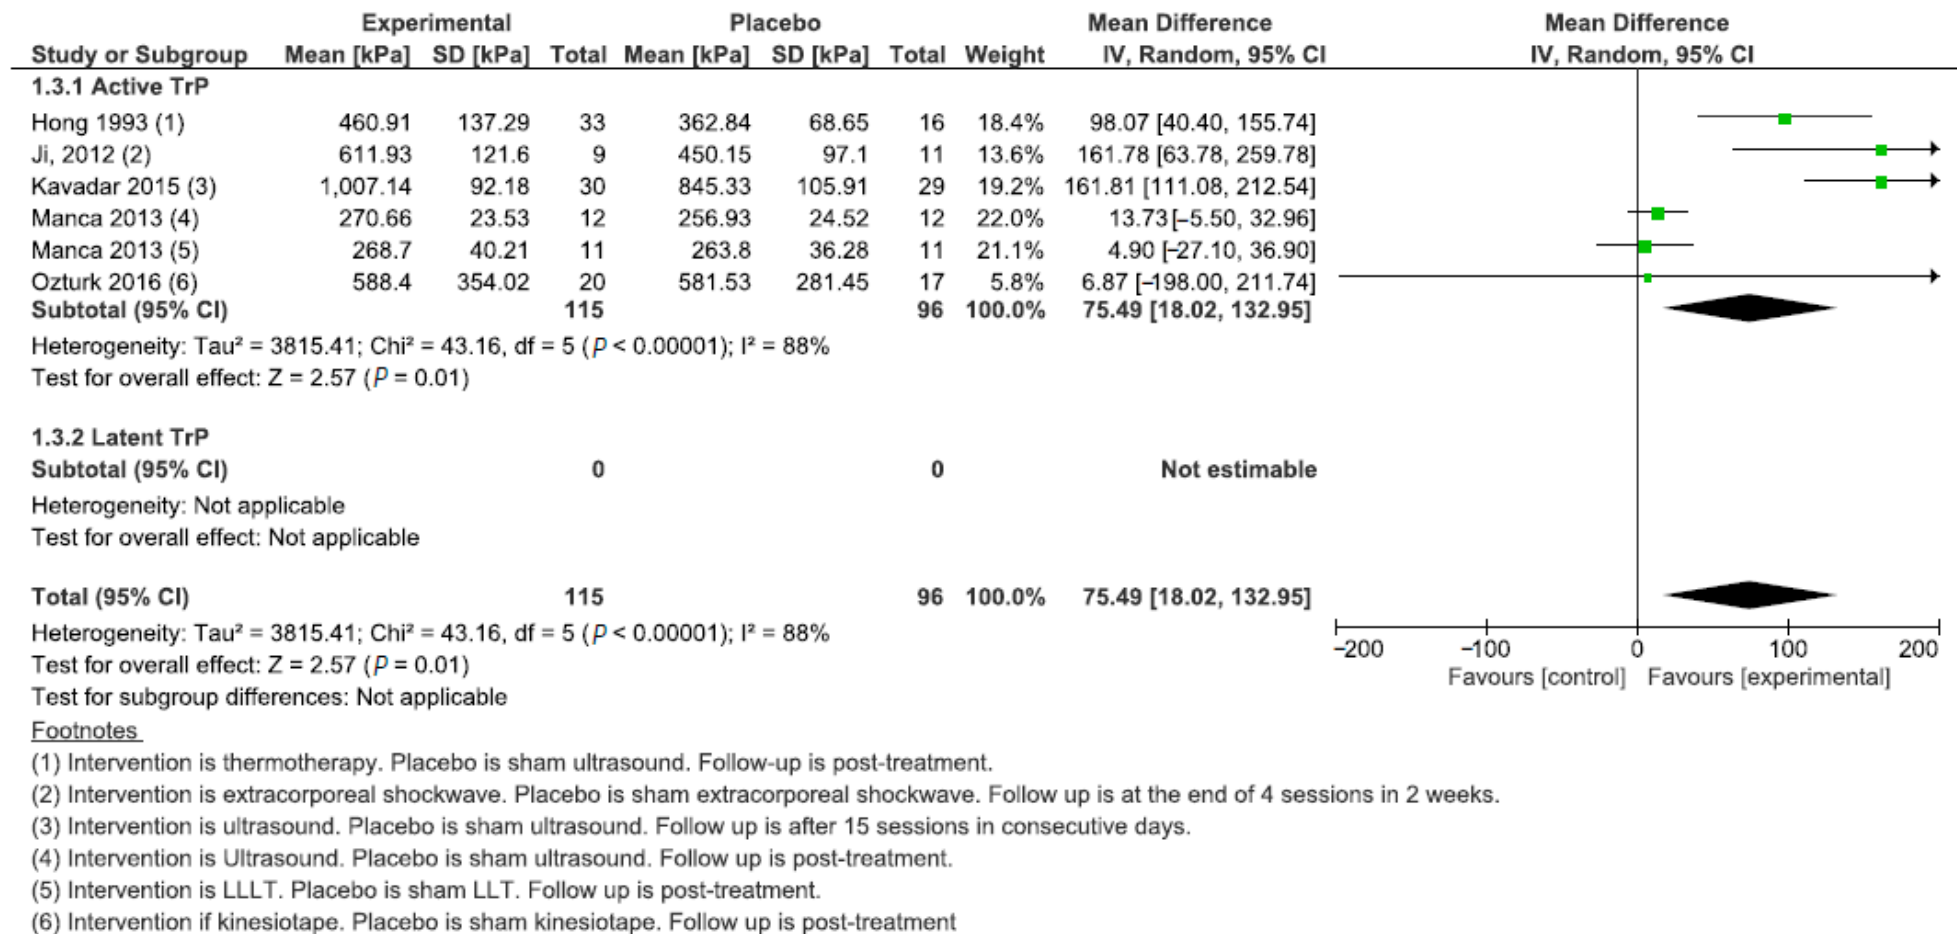 Experimental Placebo Mean Difference Mean Difference
Study or Subgroup Mean [kPa] SD [kPa] Total Mean [kPa] SD [kPa] Total Weight IV, Random, 95% CI IV, Random, 95% CI
1.3.1 Active TrP
Hong 1993 (1) 460.91 137.29 33 362.84 68.65 16 18.4% 98.07 [40.40, 155.74]
Ji, 2012 (2) 611.93 121.6 9 450.15 97.1 11 13.6% 161.78 [63.78, 259.78]
Kavadar 2015 (3) 1,007.14 92.18 30 845.33 105.91 29 19.2% 161.81 [111.08, 212.54]
Manca 2013 (4) 270.66 23.53 12 256.93 24.52 12 22.0% 13.73 [–5.50, 32.96]
Manca 2013 (5) 268.7 40.21 11 263.8 36.28 11 21.1% 4.90 [–27.10, 36.90]
Ozturk 2016 (6) 588.4 354.02 20 581.53 281.45 17 5.8% 6.87 [–198.00, 211.74]
Subtotal (95% CI) 115 96 100.0% 75.49 [18.02, 132.95]
Heterogeneity: Tau² = 3815.41; Chi² = 43.16, df = 5 (P < 0.00001); I² = 88%
Test for overall effect: Z = 2.57 (P = 0.01)
1.3.2 Latent TrP
Subtotal (95% CI) 0 0 Not estimable
Heterogeneity: Not applicable
Test for overall effect: Not applicable
Total (95% CI) 115 96 100.0% 75.49 [18.02, 132.95]
Heterogeneity: Tau² = 3815.41; Chi² = 43.16, df = 5 (P < 0.00001); I² = 88%
Test for overall effect: Z = 2.57 (P = 0.01)
Test for subgroup differences: Not applicable
–200 –100 0 100 200
Favours [control] Favours [experimental]
Footnotes
(1) Intervention is thermotherapy. Placebo is sham ultrasound. Follow-up is post-treatment.
(2) Intervention is extracorporeal shockwave. Placebo is sham extracorporeal shockwave. Follow up is at the end of 4 sessions in 2 weeks.
(3) Intervention is ultrasound. Placebo is sham ultrasound. Follow up is after 15 sessions in consecutive days.
(4) Intervention is Ultrasound. Placebo is sham ultrasound. Follow up is post-treatment.
(5) Intervention is LLLT. Placebo is sham LLT. Follow up is post-treatment.
(6) Intervention if kinesiotape. Placebo is sham kinesiotape. Follow up is post-treatment